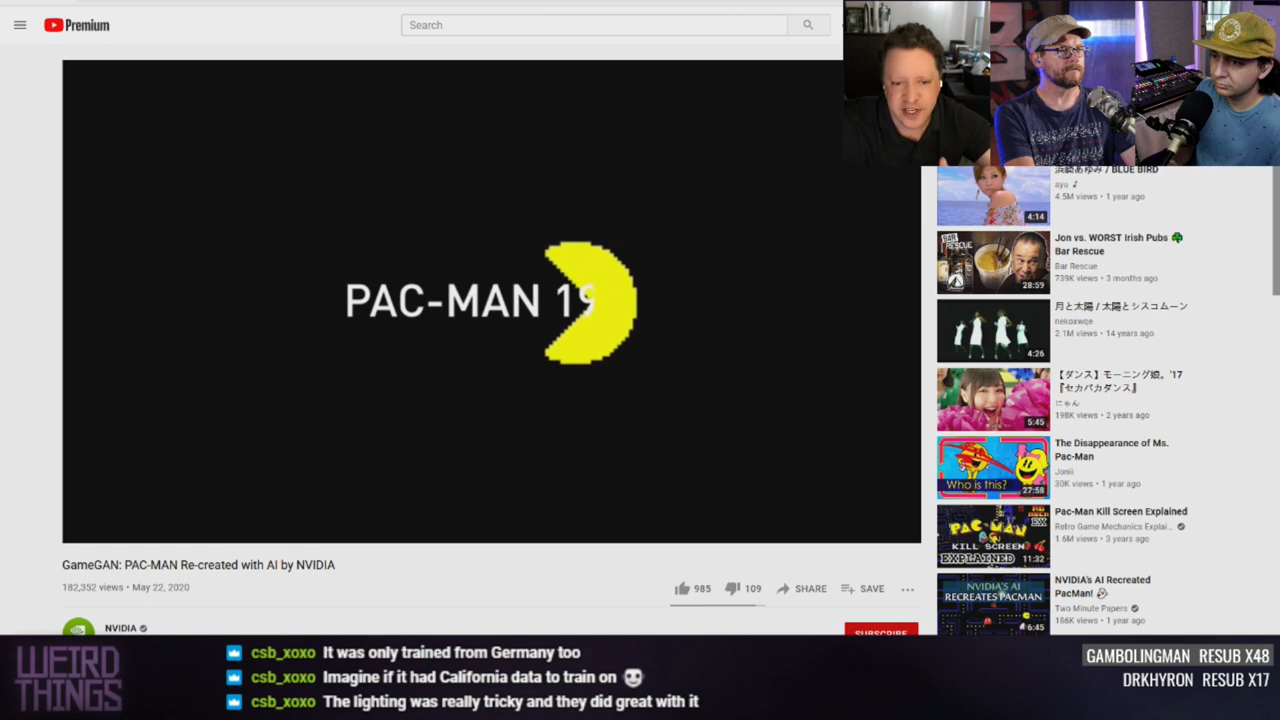 Premium
Search
PAC-MAN 19
GameGAN: PAC-MAN Re-created with AI by NVIDIA
182,352 views • May 22, 2020
985
109
SHARE
SAVE
NVIDIA
SUBSCRIBE
浜崎あゆみ / BLUE BIRD
ayu
4.5M views • 1 year ago
4:14
Jon vs. WORST Irish Pubs
Bar Rescue
Bar Rescue
739K views • 3 months ago
BAR RESCUE
28:59
月と太陽 / 太陽とシスコムーン
nekoxwqe
2.1M views • 14 years ago
4:26
【ダンス】モーニング娘。'17
『セカバカダンス』
にゃん
198K views • 2 years ago
5:45
The Disappearance of Ms.
Pac-Man
Jonii
30K views • 1 year ago
Who is this?
27:58
Pac-Man Kill Screen Explained
Retro Game Mechanics Explai...
1.6M views • 3 years ago
PAC-MAN
KILL SCREEN
EXPLAINED
11:32
NVIDIA's AI Recreated
PacMan!
Two Minute Papers
186K views • 1 year ago
NVIDIA'S AI
RECREATES PACMAN
6:45
WEIRD
THINGS
csb_xoxo It was only trained from Germany too
csb_xoxo Imagine if it had California data to train on
csb_xoxo The lighting was really tricky and they did great with it
GAMBOLINGMAN RESUB X48
DRKHYRON RESUB X17